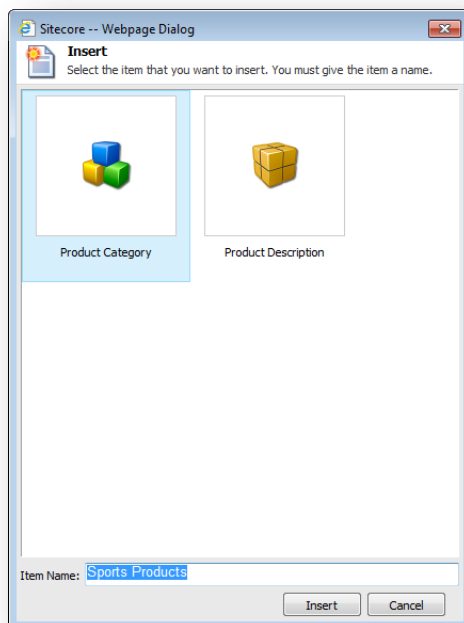 Sitecore -- Webpage Dialog
Insert
Select the item that you want to insert. You must give the item a name.
Product Category
Product Description
Item Name: Sports Products
Insert
Cancel